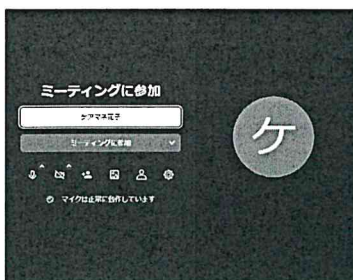 ミーティングに参加
ケアマネ花子
ミーティングに参加
マイクは正常に動作しています
ケ